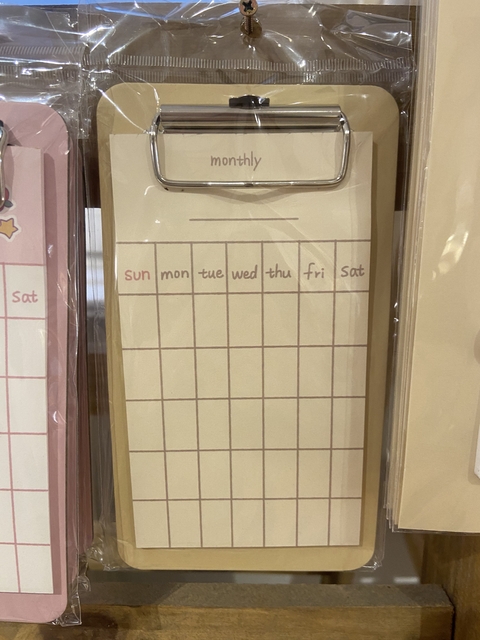 monthly
sun mon tue wed thu fri sat
sat